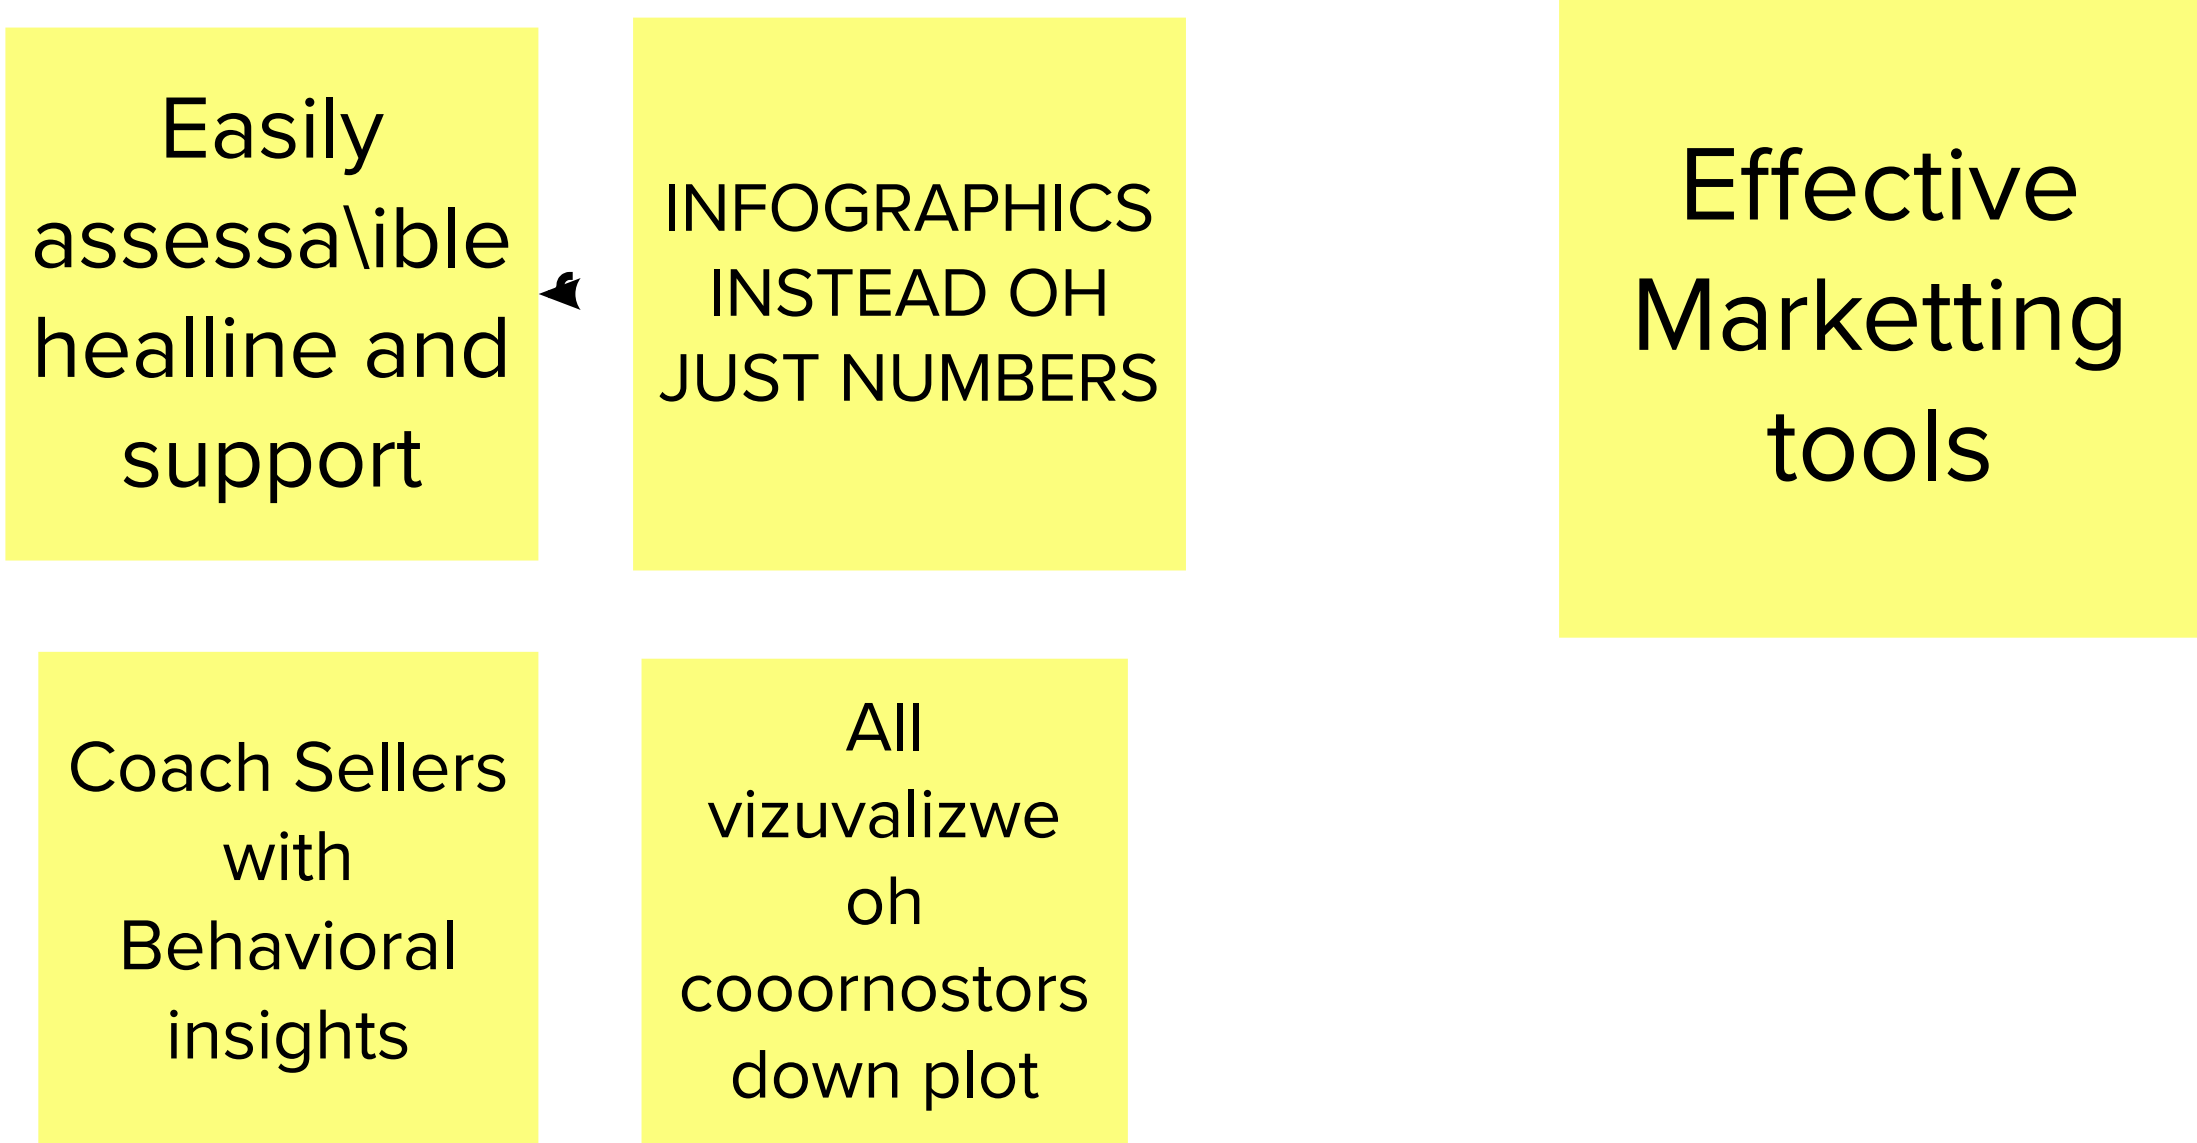 Easily
assessa\ible
healline and
support
INFOGRAPHICS
INSTEAD OH
JUST NUMBERS
Effective
Marketting
tools
Coach Sellers
with
Behavioral
insights
All
vizuvalizwe
oh
cooornostors
down plot